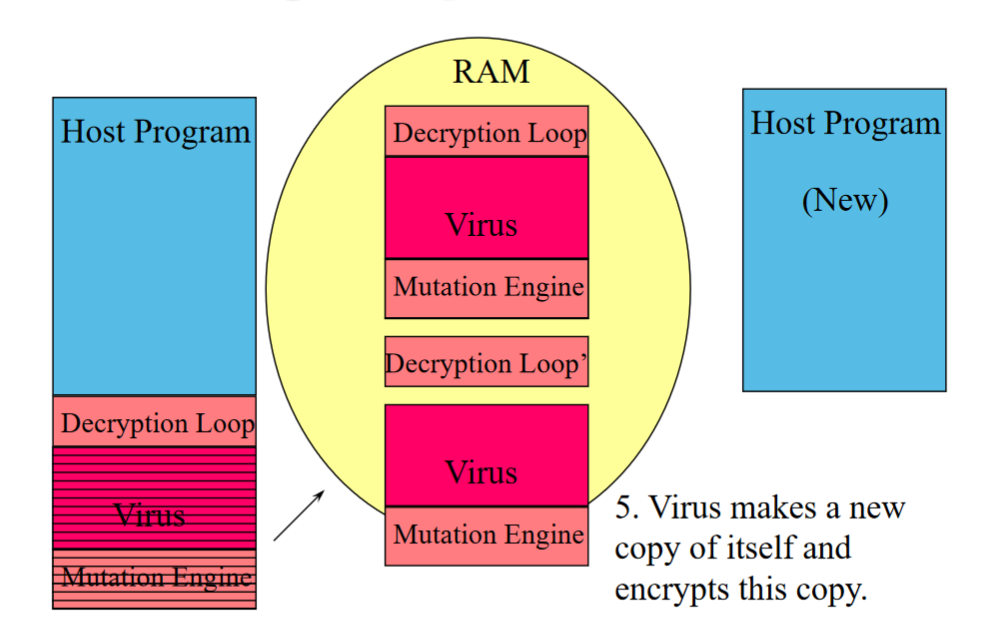 RAM
Host Program
Decryption Loop
Virus
Mutation Engine
Decryption Loop
Virus
Mutation Engine
Decryption Loop’
Virus
Mutation Engine
Host Program
(New)
5. Virus makes a new
copy of itself and
encrypts this copy.